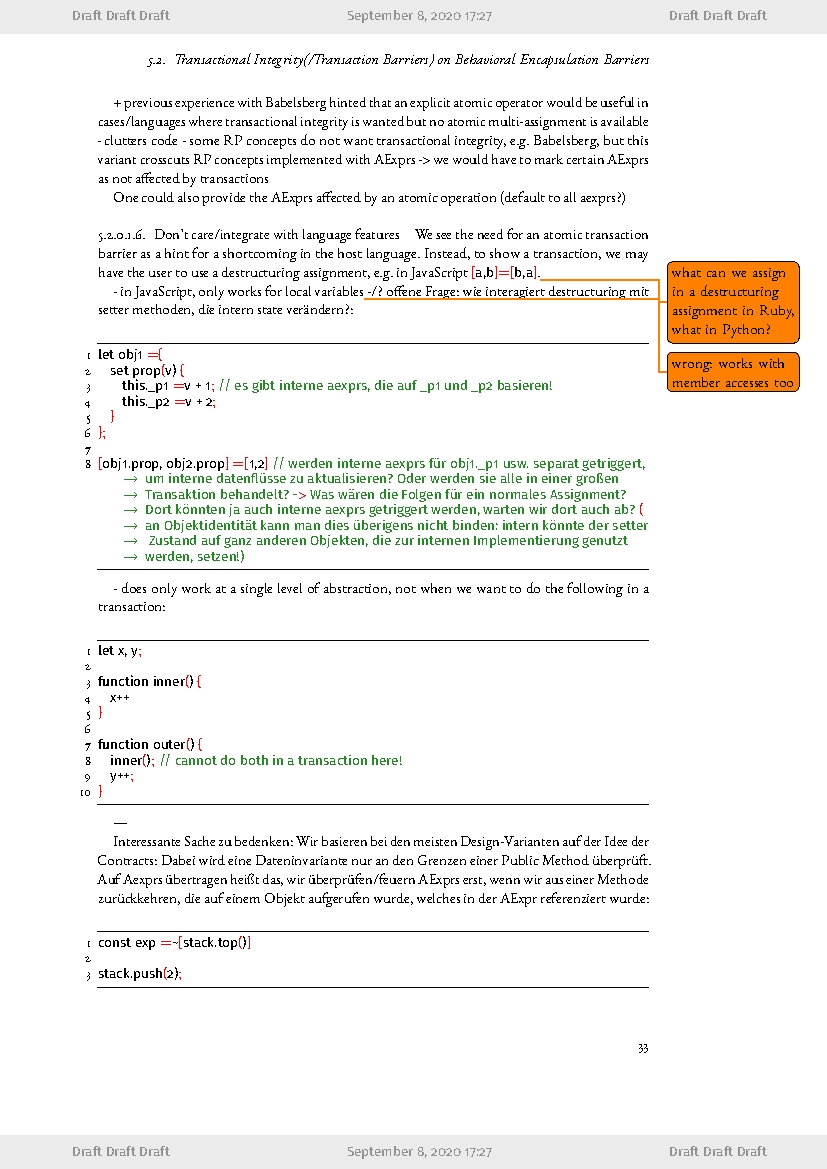 Draft Draft Draft September 8, 2020 17:27 Draft Draft Draft
5.2. Transactional Integrity(/Transaction Barriers) on Behavioral Encapsulation Barriers
+ previous experience with Babelsberg hinted that an explicit atomic operator would be useful in
cases/languages where transactional integrity is wanted but no atomic multi-assignment is available
- clutters code - some RP concepts do not want transactional integrity, e.g. Babelsberg, but this
variant crosscuts RP concepts implemented with AExprs -> we would have to mark certain AExprs
as not affected by transactions
One could also provide the AExprs affected by an atomic operation (default to all aexprs?)
5.2.0.1.6. Don't care/integrate with language features We see the need for an atomic transaction
barrier as a hint for a shortcoming in the host language. Instead, to show a transaction, we may
have the user to use a destructuring assignment, e.g. in JavaScript [a,b]=[b,a].
- in JavaScript, only works for local variables -/? offene Frage: wie interagiert destructuring mit
setter methoden, die intern state verändern?:
what can we assign
in a destructuring
assignment in Ruby,
what in Python?
wrong: works with
member accesses too
1 let obj1 ={
2 set prop(v) {
3 this._p1 =v + 1; // es gibt interne aexprs, die auf _p1 und _p2 basieren!
4 this._p2 =v + 2;
5 }
6 };
7
8 [obj1.prop, obj2.prop] =[1,2] // werden interne aexprs für obj1._p1 usw. separat getriggert,
→ um interne datenflüsse zu aktualisieren? Oder werden sie alle in einer großen
→ Transaktion behandelt? -> Was wären die Folgen für ein normales Assignment?
→ Dort könnten ja auch interne aexprs getriggert werden, warten wir dort auch ab? (
→ an Objektidentität kann man dies überigens nicht binden: intern könnte der setter
→ Zustand auf ganz anderen Objekten, die zur internen Implementierung genutzt
→ werden, setzen!)
- does only work at a single level of abstraction, not when we want to do the following in a
transaction:
1 let x, y;
2
3 function inner() {
4 x++
5 }
6
7 function outer() {
8 inner(); // cannot do both in a transaction here!
9 y++;
10 }
—
Interessante Sache zu bedenken: Wir basieren bei den meisten Design-Varianten auf der Idee der
Contracts: Dabei wird eine Dateninvariante nur an den Grenzen einer Public Method überprüft.
Auf Aexprs übertragen heißt das, wir überprüfen/feuern AExprs erst, wenn wir aus einer Methode
zurückkehren, die auf einem Objekt aufgerufen wurde, welches in der AExpr referenziert wurde:
1 const exp =~[stack.top()]
2
3 stack.push(2);
33
Draft Draft Draft September 8, 2020 17:27 Draft Draft Draft